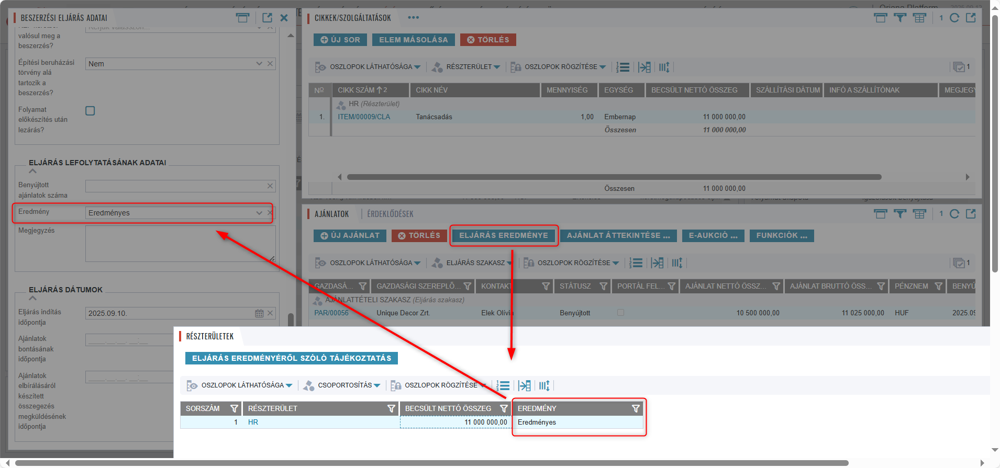 BESZERZÉSI ELJÁRÁS ADATAI
Kérjük válasszon...
valósul meg a
beszerzés?
Építési beruházási
törvény alá
tartozik a
beszerzés?
Nem
Folyamat
előkészítés után
lezárás?
ELJÁRÁS LEFOLYTATÁSÁNAK ADATAI
Benyújtott
ajánlatok száma
Eredmény
Eredményes
Megjegyzés
ELJÁRÁS DÁTUMOK
Eljárás indítás
időpontja
2025.09.10.
Ajánlatok
bontásának
időpontja
Ajánlatok
elbírálásáról
készített
összegezés
megküldésének
időpontja
CIKKEK/SZOLGÁLTATÁSOK
1
ÚJ SOR
ELEM MÁSOLÁSA
TÖRLÉS
OSZLOPOK LÁTHATÓSÁGA
RÉSZTERÜLET
OSZLOPOK RÖGZÍTÉSE
1
Nº
CIKK SZÁM 2
CIKK NÉV
MENNYISÉG
EGYSÉG
BECSÜLT NETTÓ ÖSSZEG
SZÁLLÍTÁSI DÁTUM
INFÓ A SZÁLLÍTÓNAK
MEGJEGY
HR (Részterület)
1. ITEM/00009/CLA Tanácsadás 1,00 Embernap 11 000 000,00
Összesen 11 000 000,00
Összesen 11 000 000,00
AJÁNLATOK
ÉRDEKLŐDÉSEK
1
ÚJ AJÁNLAT
TÖRLÉS
ELJÁRÁS EREDMÉNYE
AJÁNLAT ÁTTEKINTÉSE ...
E-AUKCIÓ ...
FUNKCIÓK ...
OSZLOPOK LÁTHATÓSÁGA
ELJÁRÁS SZAKASZ
OSZLOPOK RÖGZÍTÉSE
1
GAZDASÁ...
GAZDASÁGI SZEREPLŐ...
KONTAKT
STÁTUSZ
PORTÁL FEL...
AJÁNLAT NETTÓ ÖSSZ...
AJÁNLAT BRUTTÓ ÖSS...
PÉNZNEM
BENYÚ
AJÁNLATTÉTELI SZAKASZ (Eljárás szakasz)
PAR/00056 Unique Decor Zrt. Elek Olívia Benyújtott 10 500 000,00 11 025 000,00 HUF 2025.09
RÉSZTERÜLETEK
ELJÁRÁS EREDMÉNYÉRŐL SZÓLÓ TÁJÉKOZTATÁS
OSZLOPOK LÁTHATÓSÁGA
CSOPORTOSÍTÁS
OSZLOPOK RÖGZÍTÉSE
SORSZÁM
RÉSZTERÜLET
BECSÜLT NETTÓ ÖSSZEG
EREDMÉNY
1 HR 11 000 000,00 Eredményes